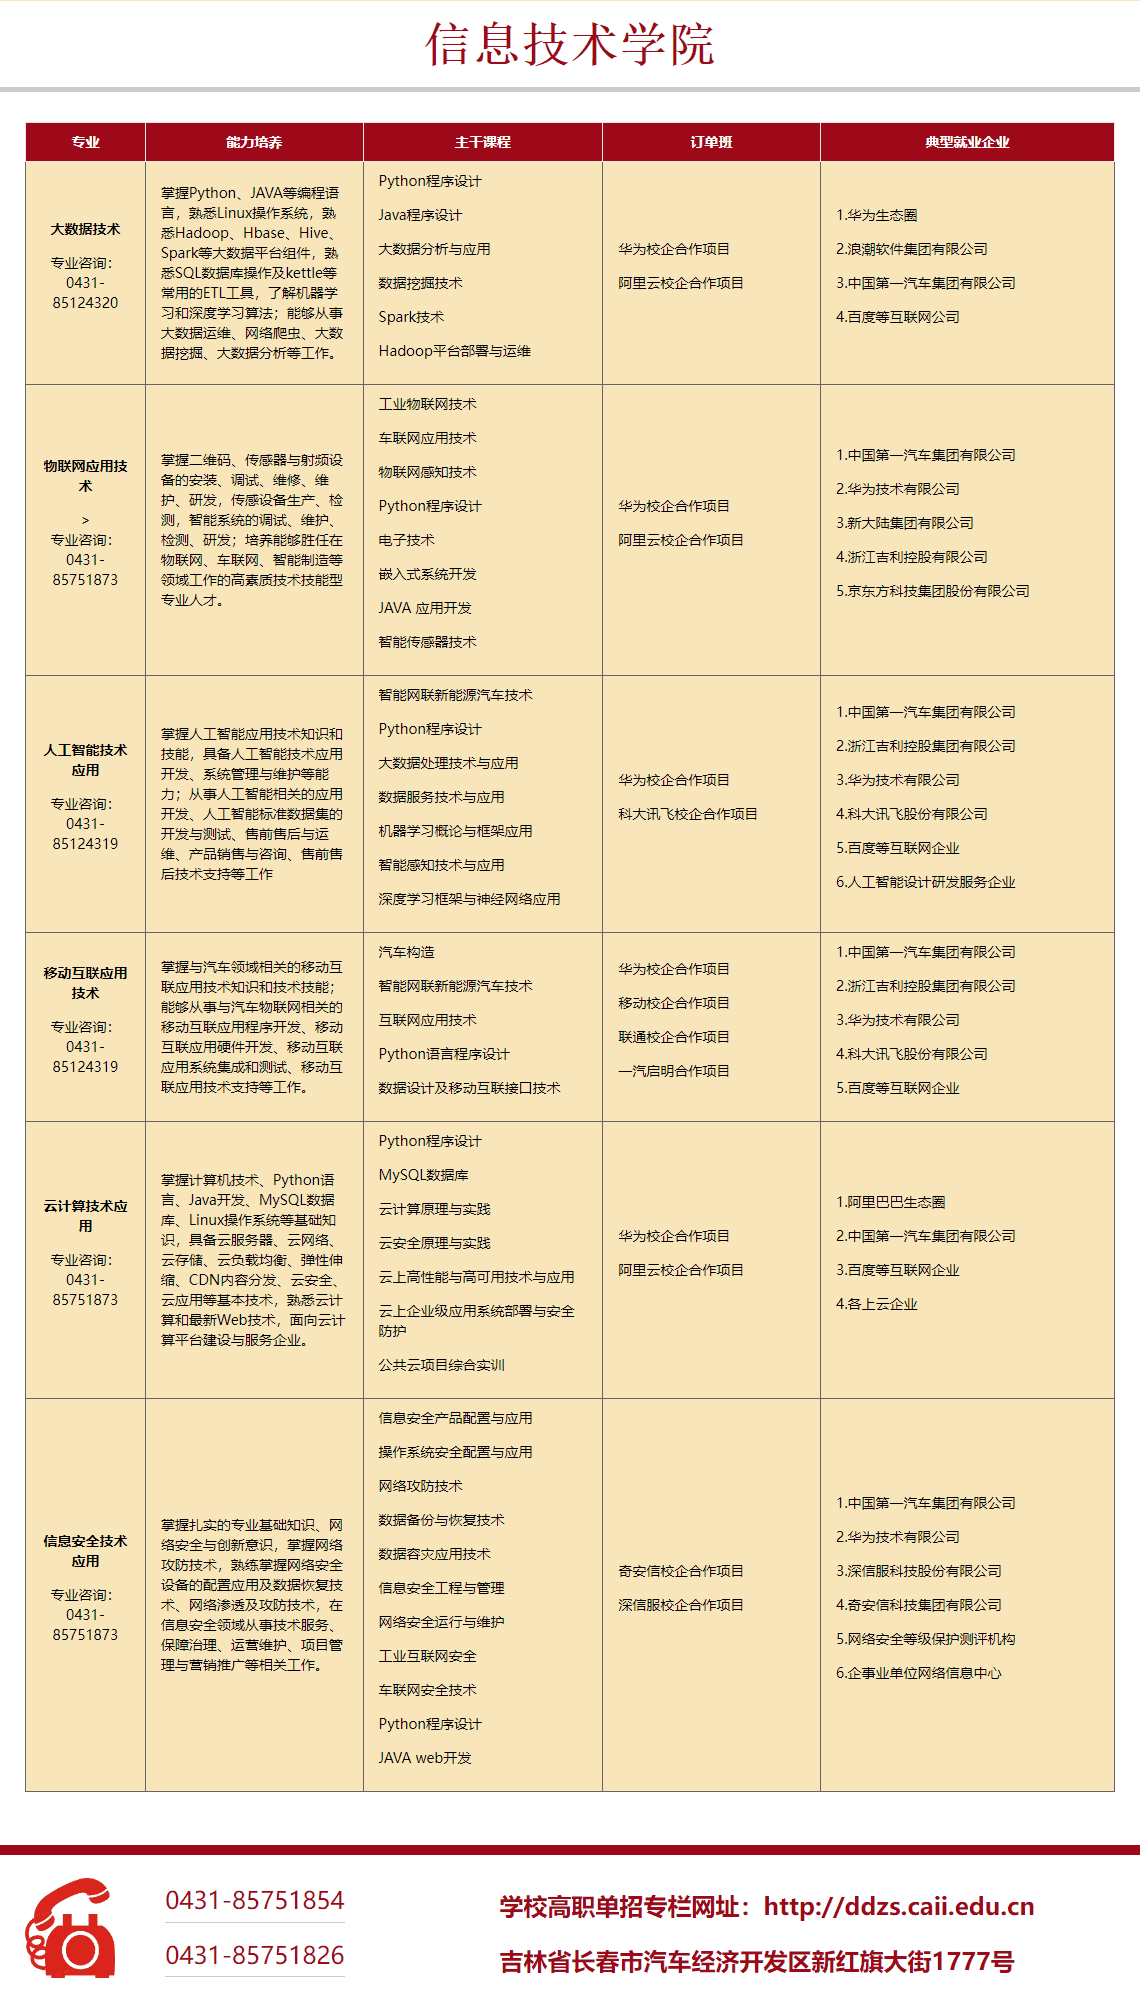 信息技术学院
专业
能力培养
主干课程
订单班
典型就业企业
大数据技术
专业咨询：
0431-
85124320
掌握Python、JAVA等编程语
言，熟悉Linux操作系统，熟
悉Hadoop、Hbase、Hive、
Spark等大数据平台组件，熟
悉SQL数据库操作及kettle等
常用的ETL工具，了解机器学
习和深度学习算法；能够从事
大数据运维、网络爬虫、大数
据挖掘、大数据分析等工作。
Python程序设计
Java程序设计
大数据分析与应用
数据挖掘技术
Spark技术
Hadoop平台部署与运维
华为校企合作项目
阿里云校企合作项目
1.华为生态圈
2.浪潮软件集团有限公司
3.中国第一汽车集团有限公司
4.百度等互联网公司
物联网应用技
术
>
专业咨询：
0431-
85751873
掌握二维码、传感器与射频设
备的安装、调试、维修、维
护、研发，传感设备生产、检
测，智能系统的调试、维护、
检测、研发；培养能够胜任在
物联网、车联网、智能制造等
领域工作的高素质技术技能型
专业人才。
工业物联网技术
车联网应用技术
物联网感知技术
Python程序设计
电子技术
嵌入式系统开发
JAVA 应用开发
智能传感器技术
华为校企合作项目
阿里云校企合作项目
1.中国第一汽车集团有限公司
2.华为技术有限公司
3.新大陆集团有限公司
4.浙江吉利控股有限公司
5.京东方科技集团股份有限公司
人工智能技术
应用
专业咨询：
0431-
85124319
掌握人工智能应用技术知识和
技能，具备人工智能技术应用
开发、系统管理与维护等能
力；从事人工智能相关的应用
开发、人工智能标准数据集的
开发与测试、售前售后与运
维、产品销售与咨询、售前售
后技术支持等工作
智能网联新能源汽车技术
Python程序设计
大数据处理技术与应用
数据服务技术与应用
机器学习概论与框架应用
智能感知技术与应用
深度学习框架与神经网络应用
华为校企合作项目
科大讯飞校企合作项目
1.中国第一汽车集团有限公司
2.浙江吉利控股集团有限公司
3.华为技术有限公司
4.科大讯飞股份有限公司
5.百度等互联网企业
6.人工智能设计研发服务企业
移动互联应用
技术
专业咨询：
0431-
85124319
掌握与汽车领域相关的移动互
联应用技术知识和技术技能；
能够从事与汽车物联网相关的
移动互联应用程序开发、移动
互联应用硬件开发、移动互联
应用系统集成和测试、移动互
联应用技术支持等工作。
汽车构造
智能网联新能源汽车技术
互联网应用技术
Python语言程序设计
数据设计及移动互联接口技术
华为校企合作项目
移动校企合作项目
联通校企合作项目
一汽启明合作项目
1.中国第一汽车集团有限公司
2.浙江吉利控股集团有限公司
3.华为技术有限公司
4.科大讯飞股份有限公司
5.百度等互联网企业
云计算技术应
用
专业咨询：
0431-
85751873
掌握计算机技术、Python语
言、Java开发、MySQL数据
库、Linux操作系统等基础知
识，具备云服务器、云网络、
云存储、云负载均衡、弹性伸
缩、CDN内容分发、云安全、
云应用等基本技术，熟悉云计
算和最新Web技术，面向云计
算平台建设与服务企业。
Python程序设计
MySQL数据库
云计算原理与实践
云安全原理与实践
云上高性能与高可用技术与应用
云上企业级应用系统部署与安全
防护
公共云项目综合实训
华为校企合作项目
阿里云校企合作项目
1.阿里巴巴生态圈
2.中国第一汽车集团有限公司
3.百度等互联网企业
4.各上云企业
信息安全技术
应用
专业咨询：
0431-
85751873
掌握扎实的专业基础知识、网
络安全与创新意识，掌握网络
攻防技术，熟练掌握网络安全
设备的配置应用及数据恢复技
术、网络渗透及攻防技术，在
信息安全领域从事技术服务、
保障治理、运营维护、项目管
理与营销推广等相关工作。
信息安全产品配置与应用
操作系统安全配置与应用
网络攻防技术
数据备份与恢复技术
数据容灾应用技术
信息安全工程与管理
网络安全运行与维护
工业互联网安全
车联网安全技术
Python程序设计
JAVA web开发
奇安信校企合作项目
深信服校企合作项目
1.中国第一汽车集团有限公司
2.华为技术有限公司
3.深信服科技股份有限公司
4.奇安信科技集团有限公司
5.网络安全等级保护测评机构
6.企事业单位网络信息中心
0431-85751854
0431-85751826
学校高职单招专栏网址：http://ddzs.caii.edu.cn
吉林省长春市汽车经济开发区新红旗大街1777号